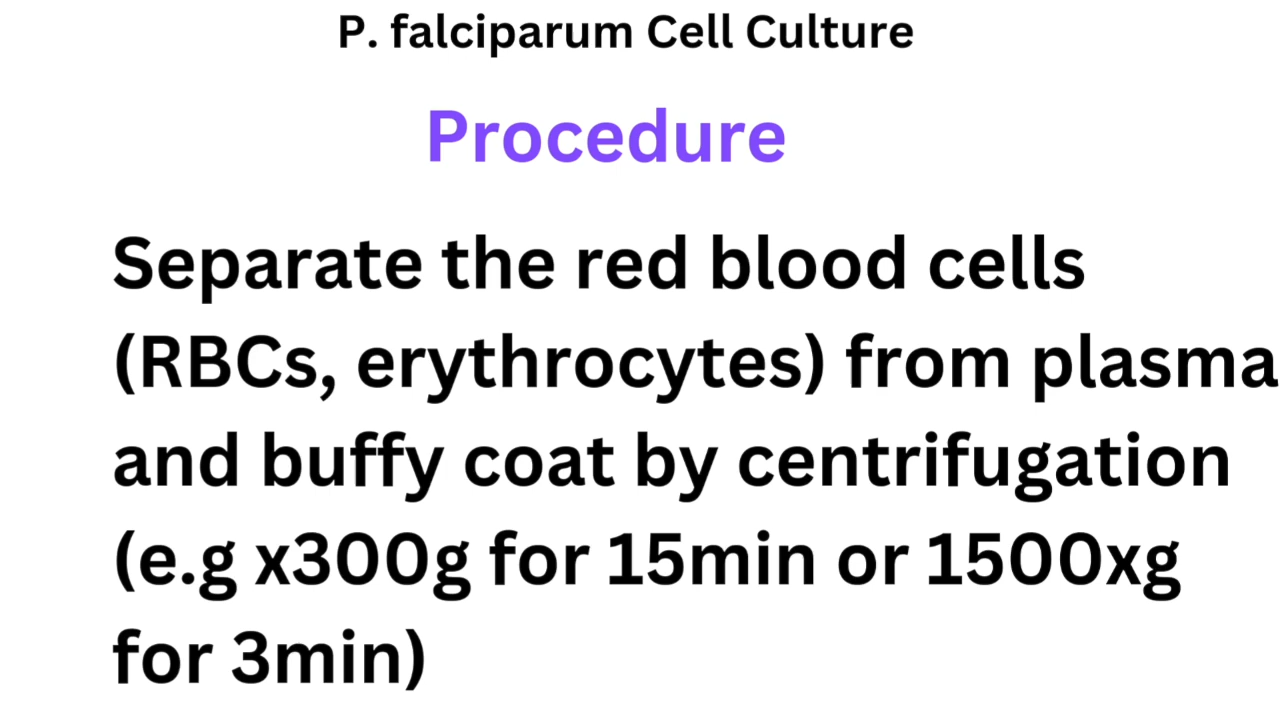 P. falciparum Cell Culture
Procedure
Separate the red blood cells
(RBCs, erythrocytes) from plasma
and buffy coat by centrifugation
(e.g x300g for 15min or 1500xg
for 3min)